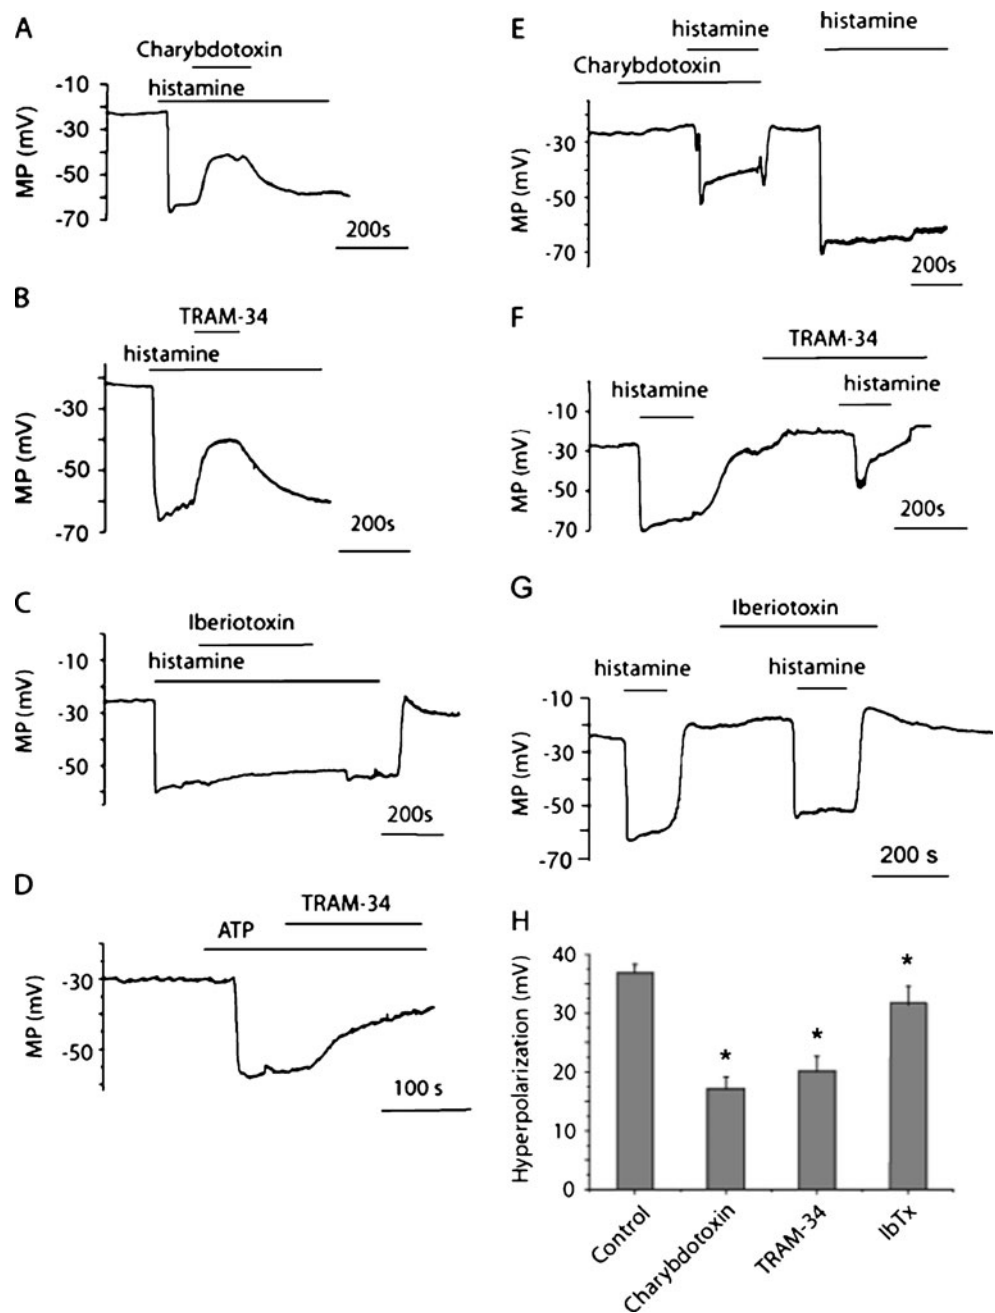 A
Charybdotoxin
histamine
-10
-30
-50
-70
MP (mV)
200s
B
TRAM-34
histamine
-30
-50
-70
MP (mV)
200s
C
Iberiotoxin
histamine
-10
-30
-50
MP (mV)
200s
D
TRAM-34
ATP
-30
-50
MP (mV)
100 s
E
histamine
histamine
Charybdotoxin
-30
-50
-70
MP (mV)
200s
F
TRAM-34
histamine
histamine
-10
-30
-50
-70
MP (mV)
200s
G
Iberiotoxin
histamine
histamine
-10
-30
-50
-70
MP (mV)
200 s
H
40
30
20
10
0
Hyperpolarization (mV)
*
*
*
Control
Charybdotoxin
TRAM-34
IbTx